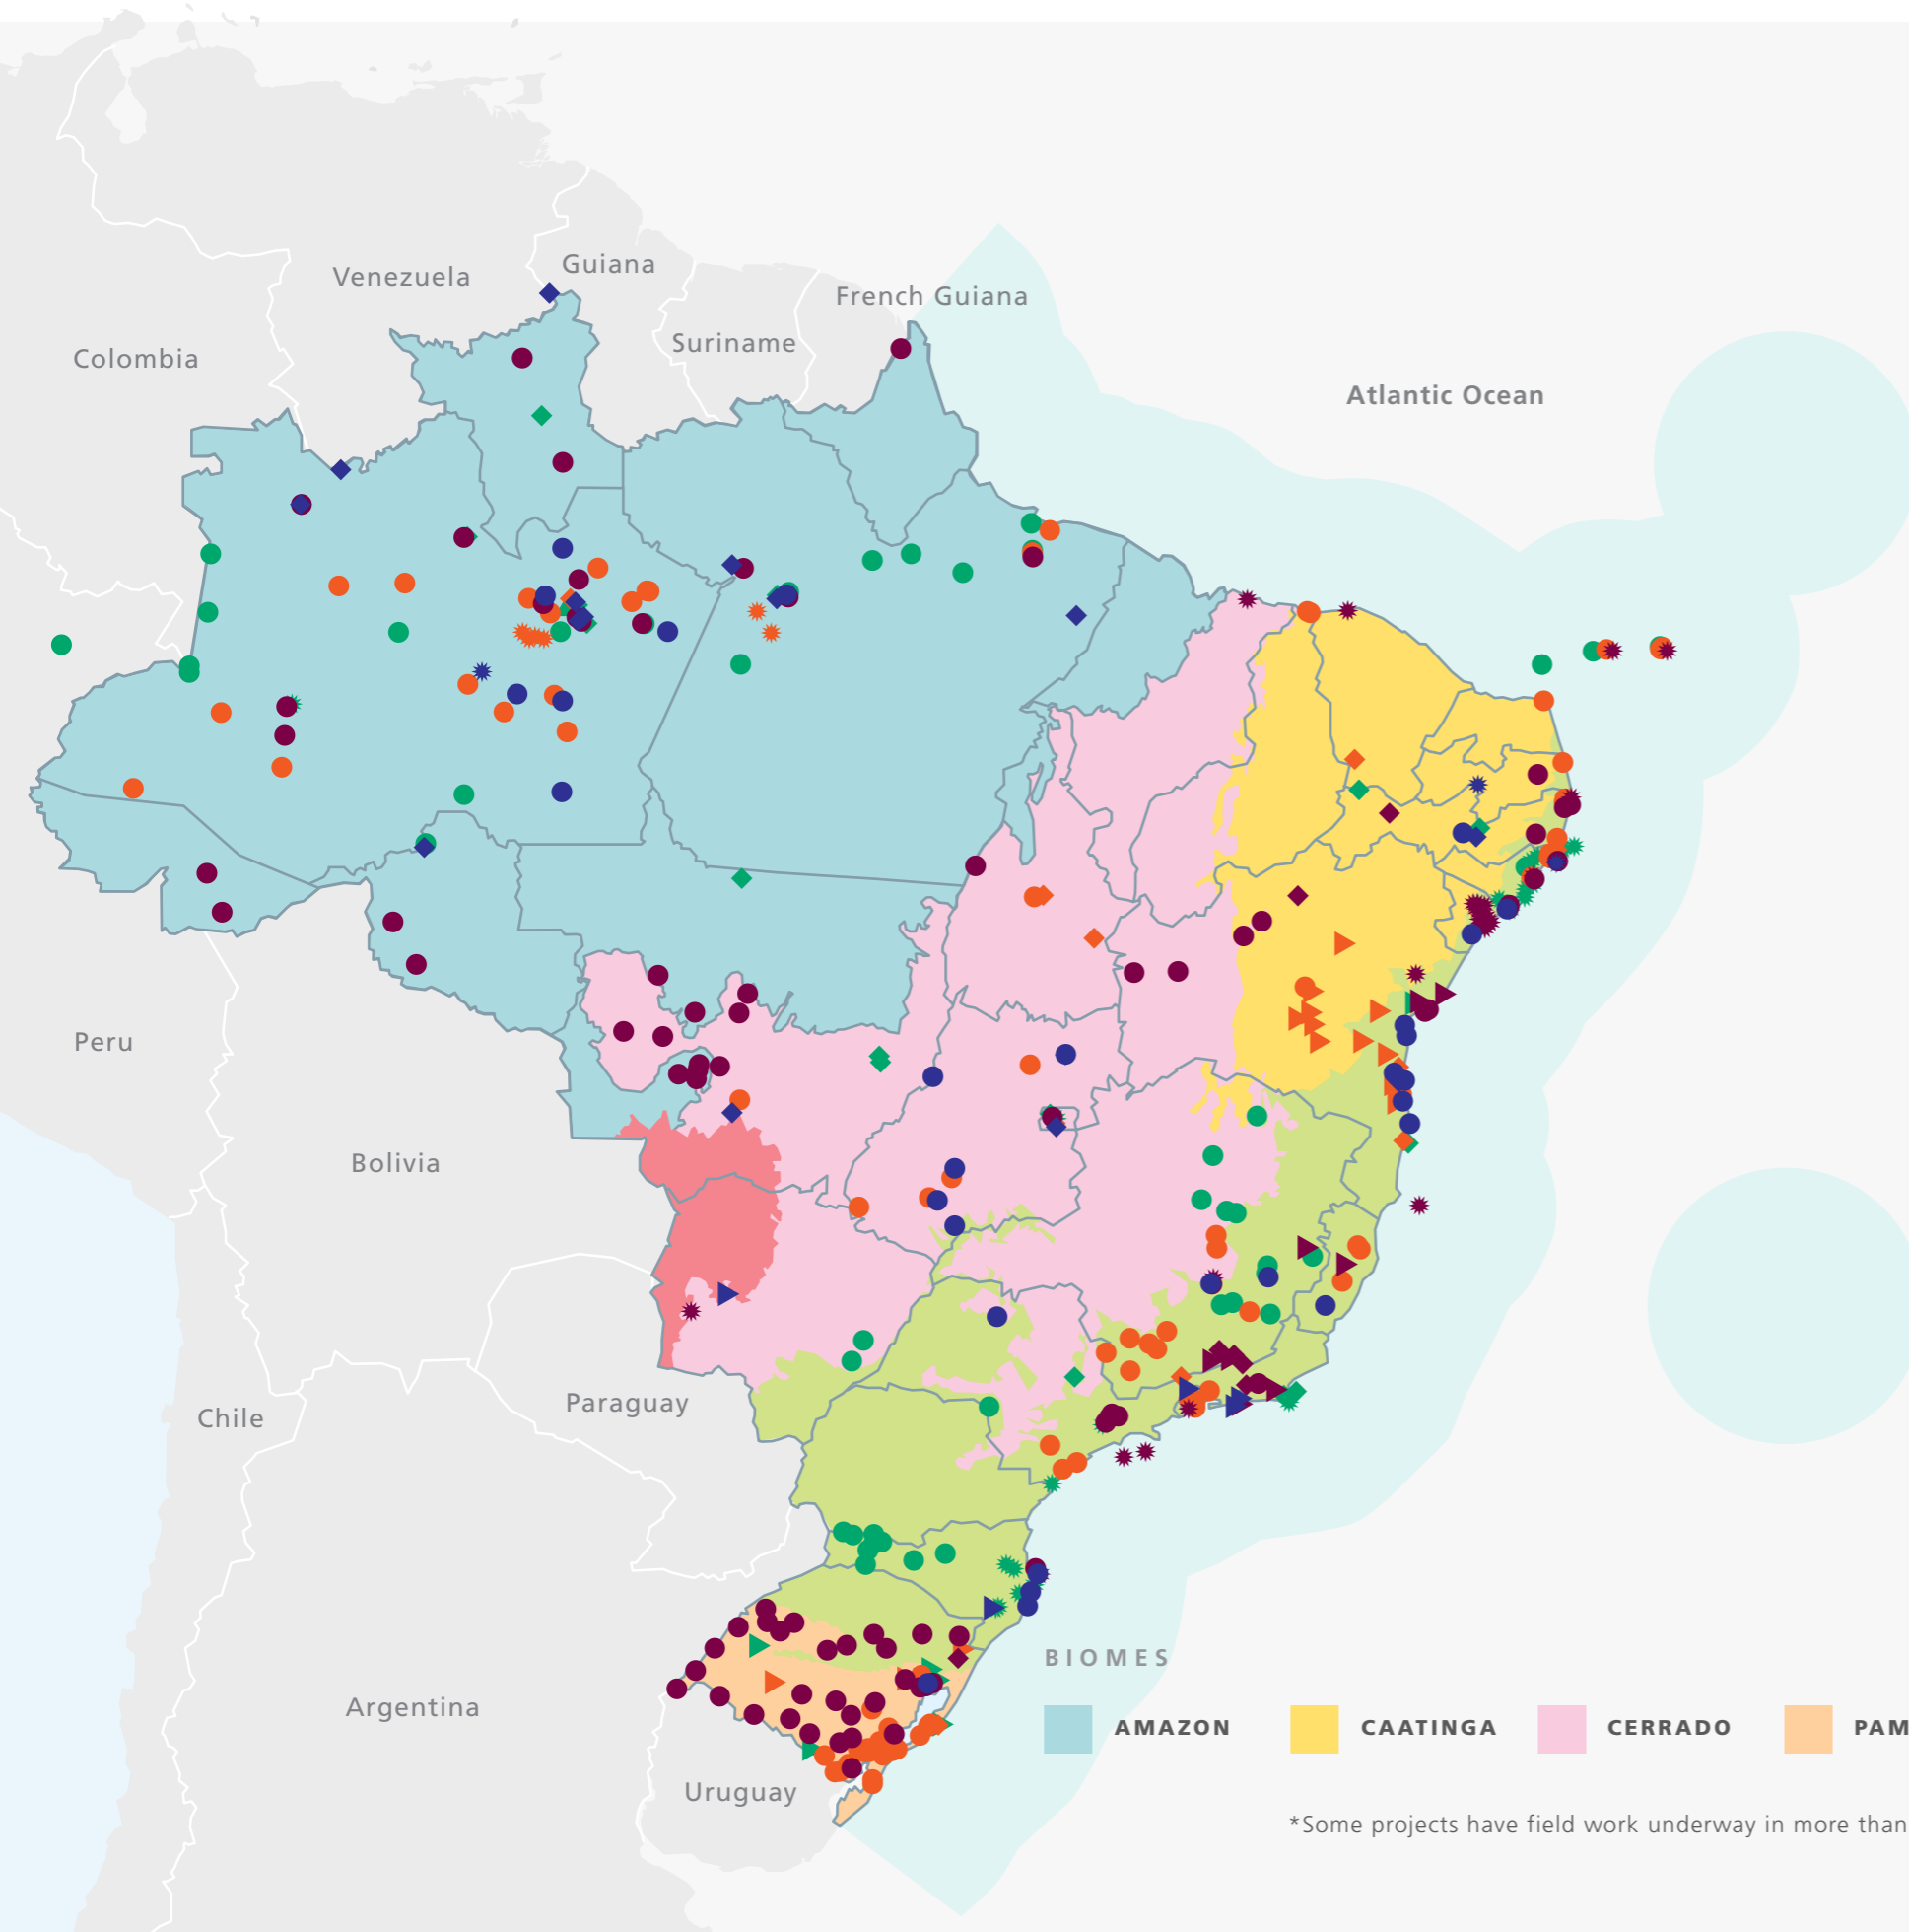 Venezuela
Guiana
French Guiana
Colombia
Suriname
Atlantic Ocean
Peru
Bolivia
Chile
Paraguay
Argentina
Uruguay
BIOMES
AMAZON
CAATINGA
CERRADO
PAM
*Some projects have field work underway in more than